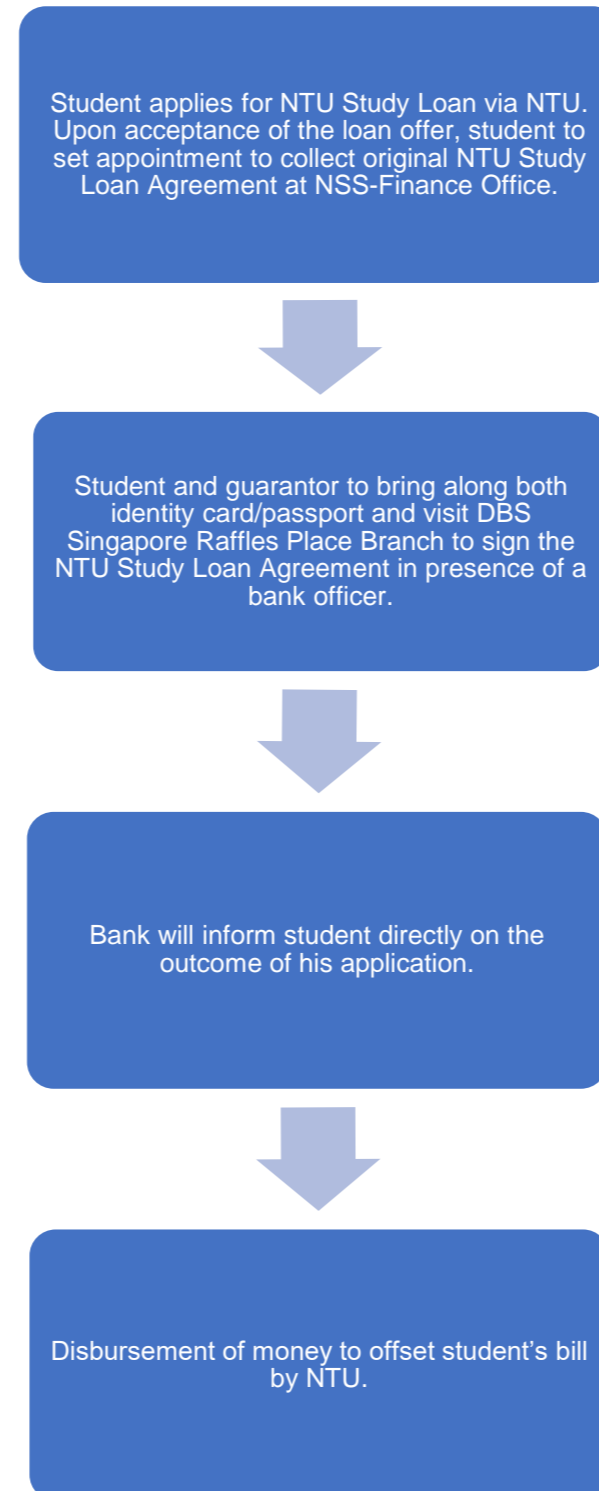 Student applies for NTU Study Loan via NTU.
Upon acceptance of the loan offer, student to
set appointment to collect original NTU Study
Loan Agreement at NSS-Finance Office.
Student and guarantor to bring along both
identity card/passport and visit DBS
Singapore Raffles Place Branch to sign the
NTU Study Loan Agreement in presence of a
bank officer.
Bank will inform student directly on the
outcome of his application.
Disbursement of money to offset student’s bill
by NTU.